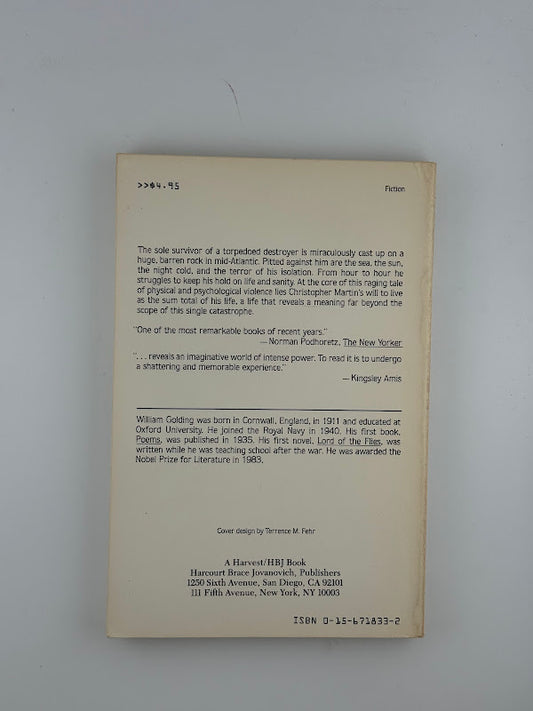 >>$4.95
Fiction
The sole survivor of a torpedoed destroyer is miraculously cast up on a
huge, barren rock in mid-Atlantic. Pitted against him are the sea, the sun,
the night cold, and the terror of his isolation. From hour to hour he
struggles to keep his hold on life and sanity. At the core of this raging tale
of physical and psychological violence lies Christopher Martin's will to live
as the sum total of his life, a life that reveals a meaning far beyond the
scope of this single catastrophe.
"One of the most remarkable books of recent years."
— Norman Podhoretz, The New Yorker
". . . reveals an imaginative world of intense power. To read it is to undergo
a shattering and memorable experience."
— Kingsley Amis
William Golding was born in Cornwall, England, in 1911 and educated at
Oxford University. He joined the Royal Navy in 1940. His first book,
Poems, was published in 1935. His first novel, Lord of the Flies, was
written while he was teaching school after the war. He was awarded the
Nobel Prize for Literature in 1983.
Cover design by Terrence M. Fehr
A Harvest/HBJ Book
Harcourt Brace Jovanovich, Publishers
1250 Sixth Avenue, San Diego, CA 92101
111 Fifth Avenue, New York, NY 10003
ISBN 0-15-671833-2